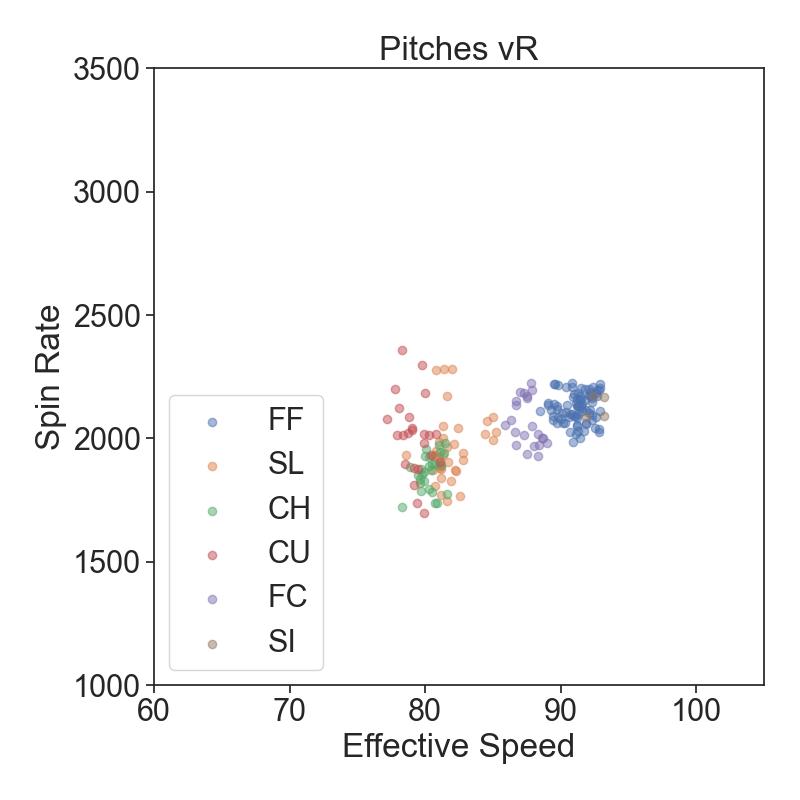 Pitches vR
3500
3000
2500
2000
1500
1000
Spin Rate
FF
SL
CH
CU
FC
SI
60 70 80 90 100
Effective Speed